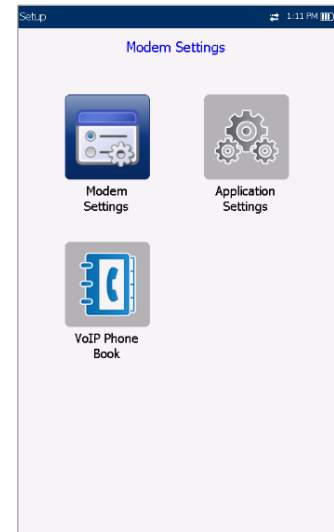 Setup
1:11 PM
Modem Settings
Modem
Settings
Application
Settings
VoIP Phone
Book